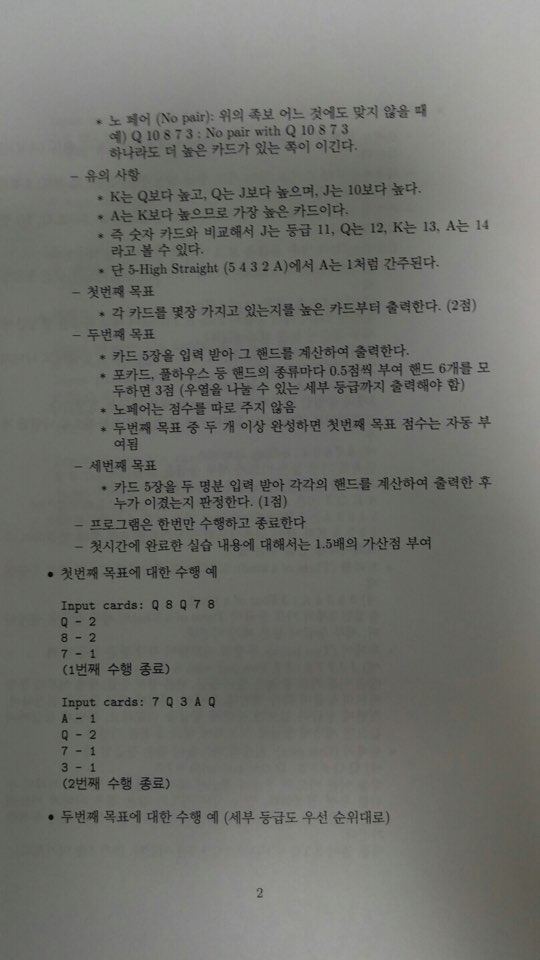 * 노 페어 (No pair): 위의 족보 어느 것에도 맞지 않을 때
예) Q 10 8 7 3 : No pair with Q 10 8 7 3
하나라도 더 높은 카드가 있는 쪽이 이긴다.
– 유의 사항
* K는 Q보다 높고, Q는 J보다 높으며, J는 10보다 높다.
* A는 K보다 높으므로 가장 높은 카드이다.
* 즉 숫자 카드와 비교해서 J는 등급 11, Q는 12, K는 13, A는 14
라고 볼 수 있다.
* 단 5-High Straight (5 4 3 2 A)에서 A는 1처럼 간주된다.
– 첫번째 목표
* 각 카드를 몇장 가지고 있는지를 높은 카드부터 출력한다. (2점)
– 두번째 목표
* 카드 5장을 입력 받아 그 핸드를 계산하여 출력한다.
* 포카드, 풀하우스 등 핸드의 종류마다 0.5점씩 부여 핸드 6개를 모
두하면 3점 (우열을 나눌 수 있는 세부 등급까지 출력해야 함)
* 노페어는 점수를 따로 주지 않음
* 두번째 목표 중 두 개 이상 완성하면 첫번째 목표 점수는 자동 부
여됨
– 세번째 목표
* 카드 5장을 두 명분 입력 받아 각각의 핸드를 계산하여 출력한 후
누가 이겼는지 판정한다. (1점)
– 프로그램은 한번만 수행하고 종료한다
– 첫시간에 완료한 실습 내용에 대해서는 1.5배의 가산점 부여
• 첫번째 목표에 대한 수행 예
Input cards: Q 8 Q 7 8
Q - 2
8 - 2
7 - 1
(1번째 수행 종료)
Input cards: 7 Q 3 A Q
A - 1
Q - 2
7 - 1
3 - 1
(2번째 수행 종료)
• 두번째 목표에 대한 수행 예 (세부 등급도 우선 순위대로)
2